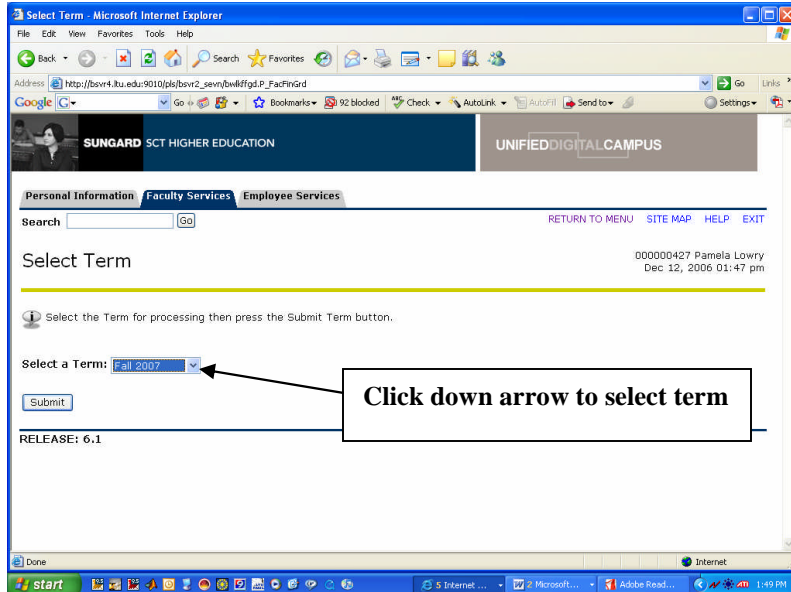 Select Term - Microsoft Internet Explorer
File Edit View Favorites Tools Help
Back Search Favorites
Address http://bsvr4.ltu.edu:9010/pls/bsvr2_sevn/bwlkffgd.P_FacFinGrd Go Links
Google G Go Bookmarks 92 blocked ABC Check AutoLink AutoFill Send to Settings
SUNGARD SCT HIGHER EDUCATION UNIFIEDDIGITALCAMPUS
Personal Information Faculty Services Employee Services
Search Go RETURN TO MENU SITE MAP HELP EXIT
Select Term 000000427 Pamela Lowry
Dec 12, 2006 01:47 pm
Select the Term for processing then press the Submit Term button.
Select a Term: Fall 2007
Click down arrow to select term
Submit
RELEASE: 6.1
Done Internet
start 5 Internet ... 2 Microsoft... Adobe Read... 1:49 PM